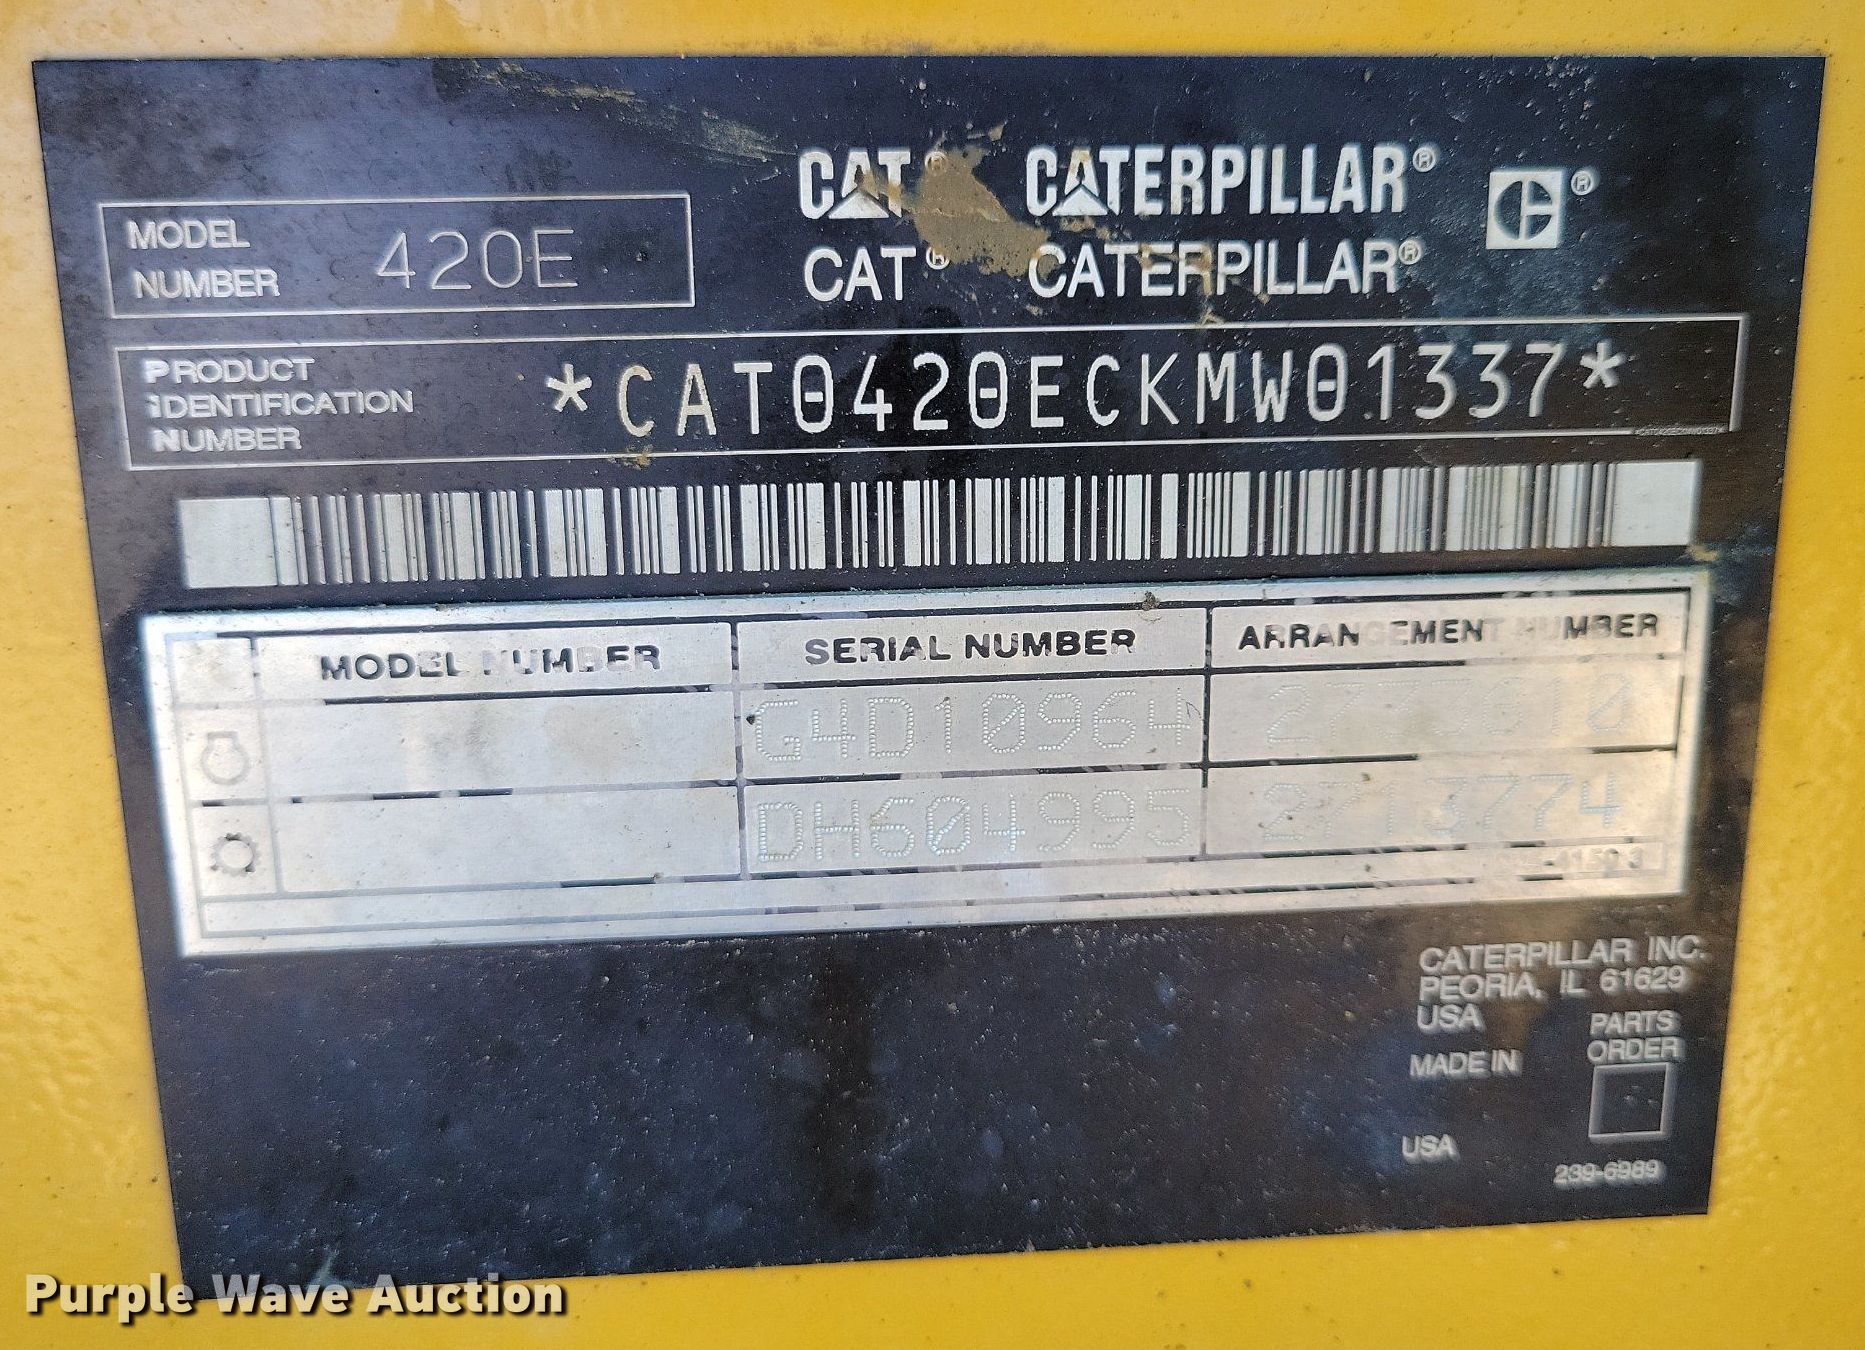 CAT® CATERPILLAR® ®
CAT® CATERPILLAR®
MODEL
NUMBER 420E
PRODUCT
IDENTIFICATION
NUMBER
*CAT0420ECKMW01337*
MODEL NUMBER SERIAL NUMBER ARRANGEMENT NUMBER
G4D10964
DH604995 2713774
CATERPILLAR INC.
PEORIA, IL 61629
USA
PARTS
ORDER
MADE IN
USA
239-6989
Purple Wave Auction